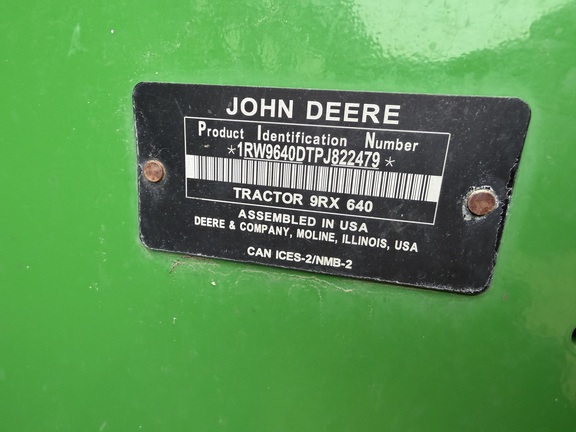 JOHN DEERE
Product Identification Number
*1RW9640DTPJ822479*
TRACTOR 9RX 640
ASSEMBLED IN USA
DEERE & COMPANY, MOLINE, ILLINOIS, USA
CAN ICES-2/NMB-2